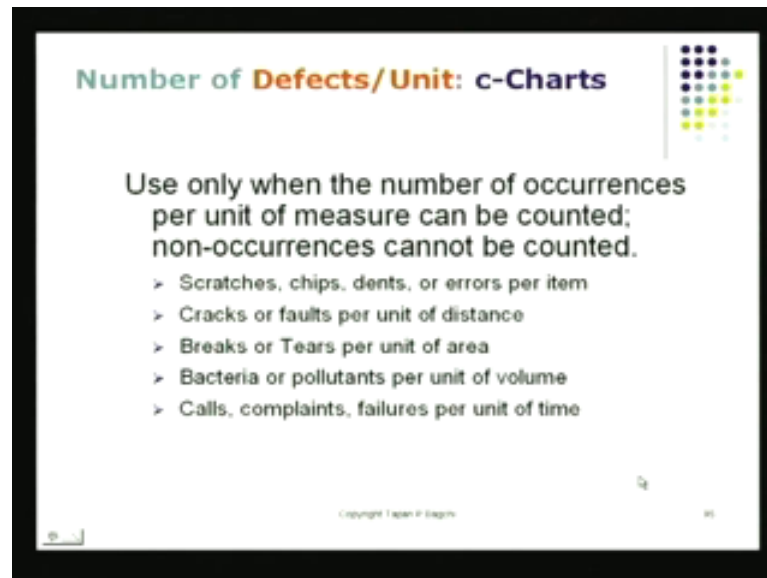 Number of Defects/Unit: c-Charts
Use only when the number of occurrences
per unit of measure can be counted;
non-occurrences cannot be counted.
➢ Scratches, chips, dents, or errors per item
➢ Cracks or faults per unit of distance
➢ Breaks or Tears per unit of area
➢ Bacteria or pollutants per unit of volume
➢ Calls, complaints, failures per unit of time
Copyright Tapan P Bagchi